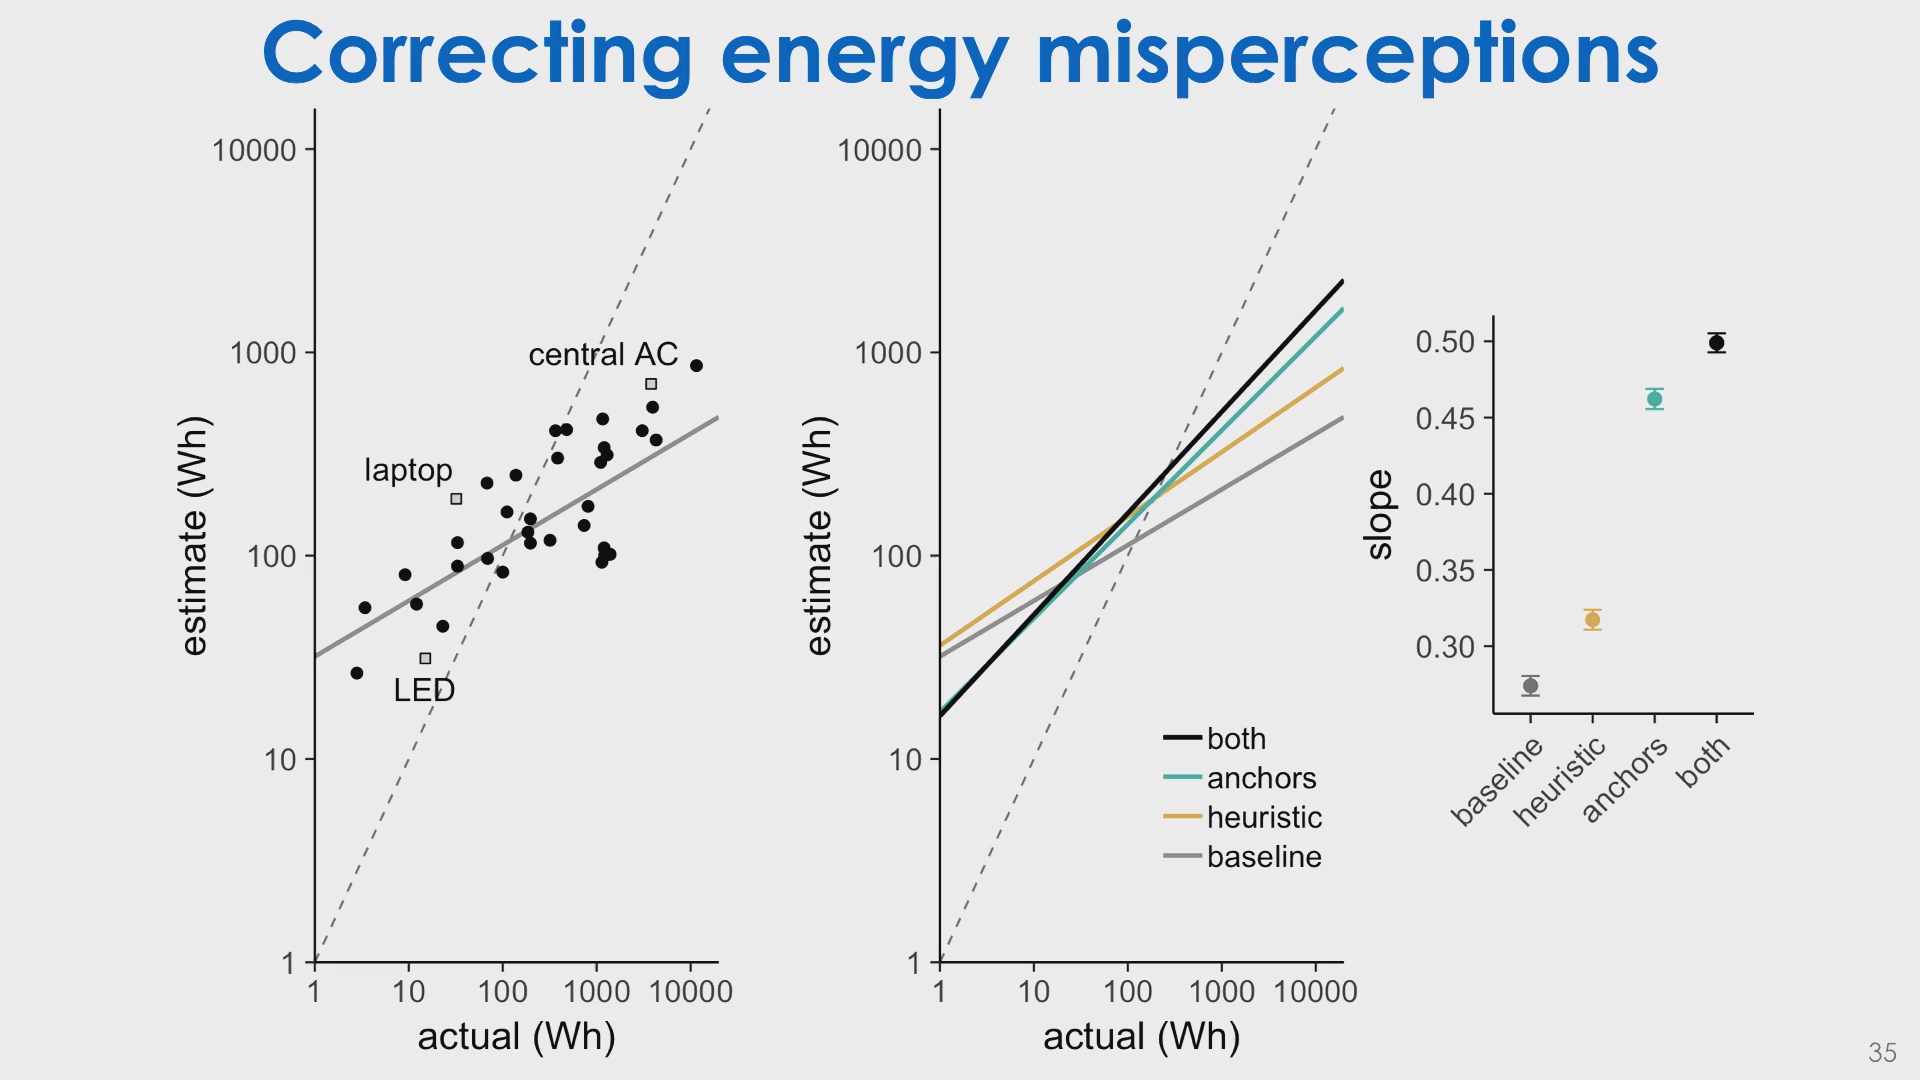 Correcting energy misperceptions
10000
1000
100
10
1
1 10 100 1000 10000
estimate (Wh)
actual (Wh)
central AC
laptop
LED
10000
1000
100
10
1
1 10 100 1000 10000
estimate (Wh)
actual (Wh)
both
anchors
heuristic
baseline
0.50
0.45
0.40
0.35
0.30
slope
baseline
heuristic
anchors
both
35